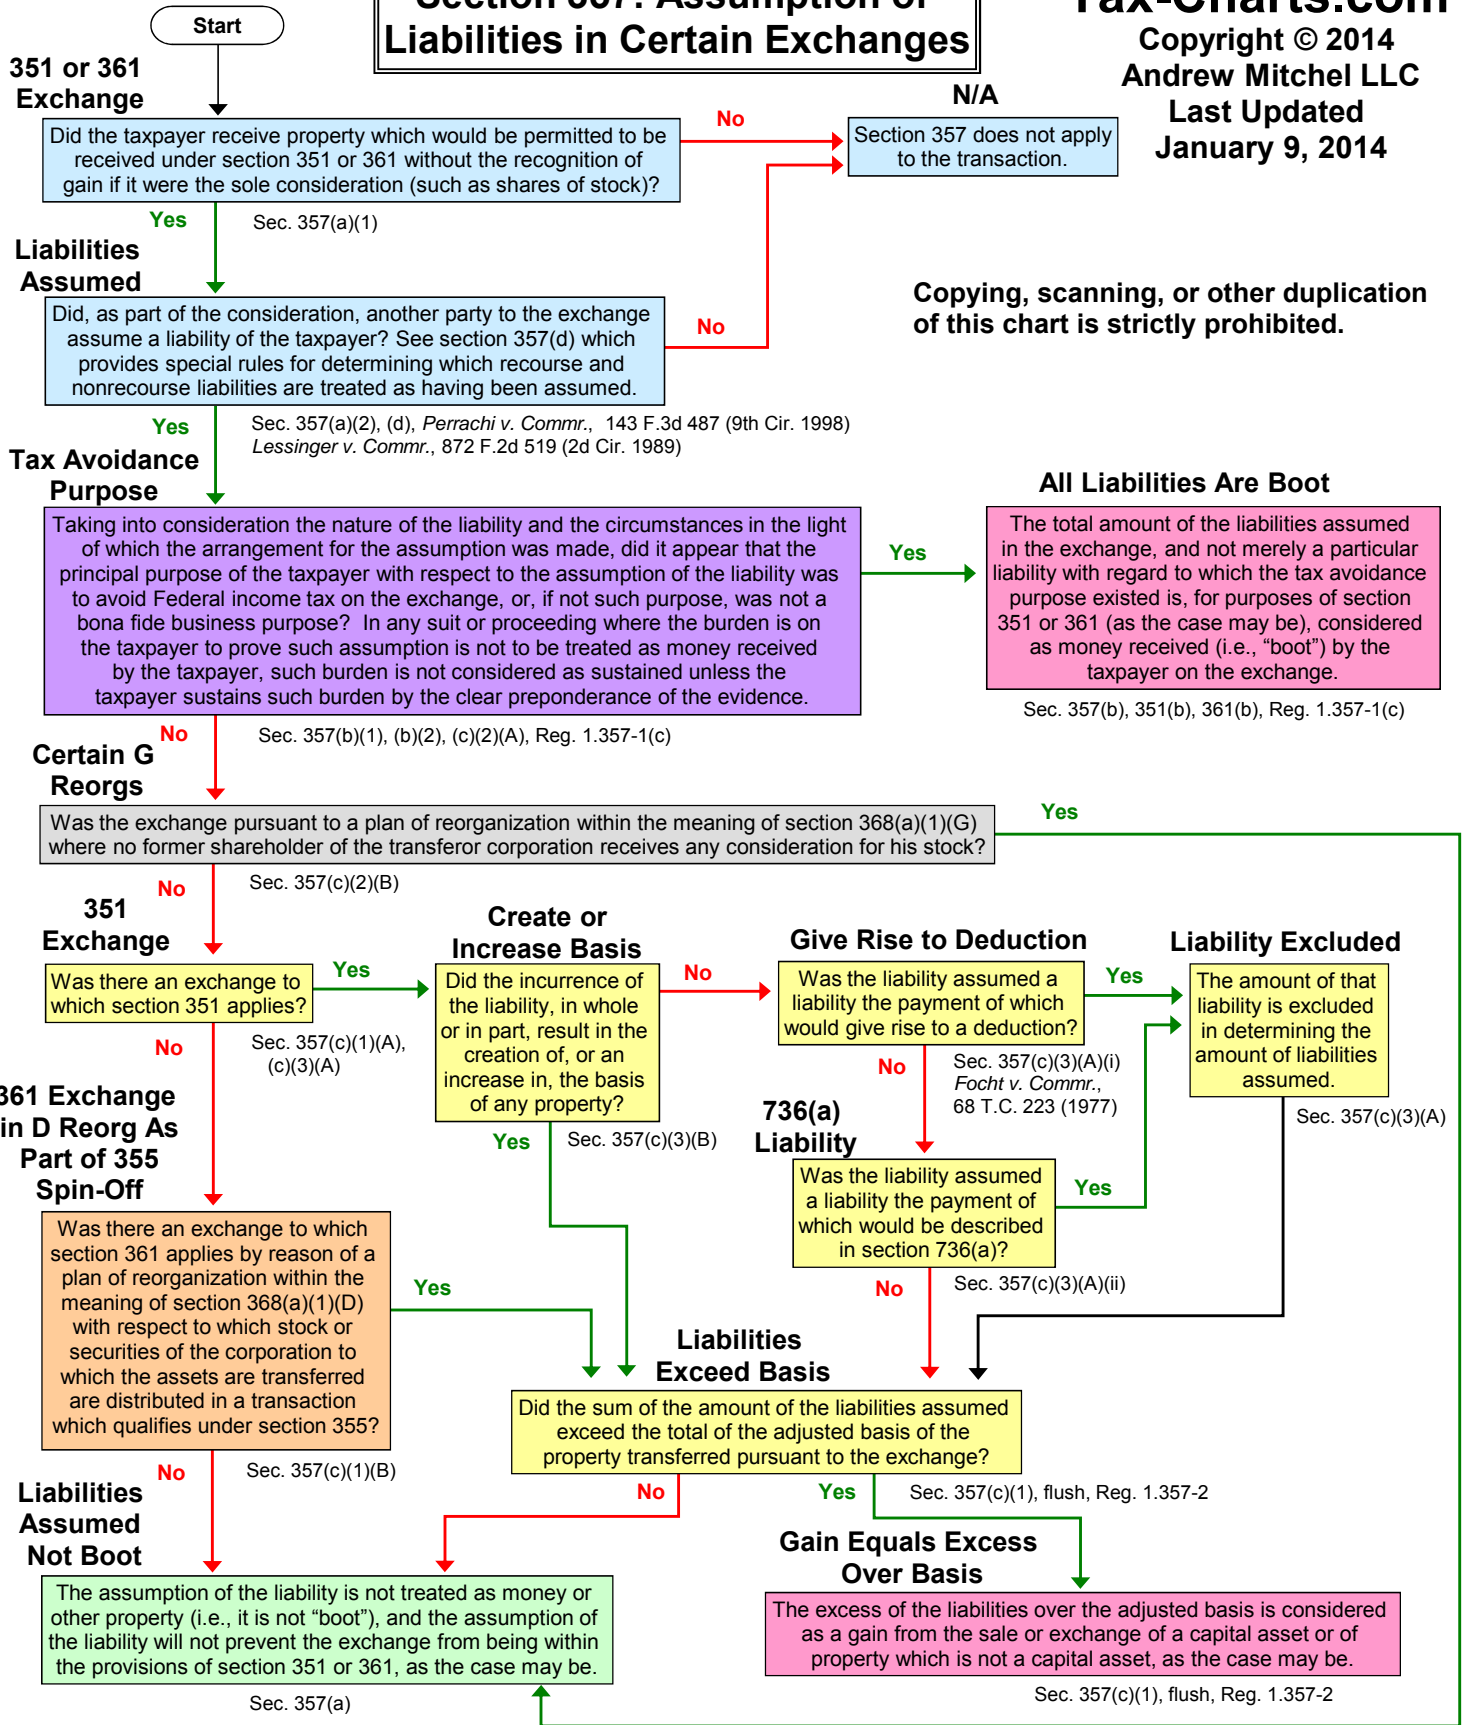 Start
Section 357: Assumption of
Liabilities in Certain Exchanges
Tax-Charts.com
Copyright © 2014
Andrew Mitchel LLC
Last Updated
January 9, 2014
351 or 361
Exchange
Did the taxpayer receive property which would be permitted to be
received under section 351 or 361 without the recognition of
gain if it were the sole consideration (such as shares of stock)?
No
N/A
Section 357 does not apply
to the transaction.
Yes
Sec. 357(a)(1)
Liabilities
Assumed
Did, as part of the consideration, another party to the exchange
assume a liability of the taxpayer? See section 357(d) which
provides special rules for determining which recourse and
nonrecourse liabilities are treated as having been assumed.
No
Copying, scanning, or other duplication
of this chart is strictly prohibited.
Yes
Sec. 357(a)(2), (d), Perrachi v. Commr., 143 F.3d 487 (9th Cir. 1998)
Lessinger v. Commr., 872 F.2d 519 (2d Cir. 1989)
Tax Avoidance
Purpose
Taking into consideration the nature of the liability and the circumstances in the light
of which the arrangement for the assumption was made, did it appear that the
principal purpose of the taxpayer with respect to the assumption of the liability was
to avoid Federal income tax on the exchange, or, if not such purpose, was not a
bona fide business purpose? In any suit or proceeding where the burden is on
the taxpayer to prove such assumption is not to be treated as money received
by the taxpayer, such burden is not considered as sustained unless the
taxpayer sustains such burden by the clear preponderance of the evidence.
Yes
All Liabilities Are Boot
The total amount of the liabilities assumed
in the exchange, and not merely a particular
liability with regard to which the tax avoidance
purpose existed is, for purposes of section
351 or 361 (as the case may be), considered
as money received (i.e., “boot”) by the
taxpayer on the exchange.
Sec. 357(b), 351(b), 361(b), Reg. 1.357-1(c)
No
Sec. 357(b)(1), (b)(2), (c)(2)(A), Reg. 1.357-1(c)
Certain G
Reorgs
Was the exchange pursuant to a plan of reorganization within the meaning of section 368(a)(1)(G)
where no former shareholder of the transferor corporation receives any consideration for his stock?
Yes
No
Sec. 357(c)(2)(B)
351
Exchange
Was there an exchange to
which section 351 applies?
Yes
No
Sec. 357(c)(1)(A),
(c)(3)(A)
Create or
Increase Basis
Did the incurrence of
the liability, in whole
or in part, result in the
creation of, or an
increase in, the basis
of any property?
No
Yes
Sec. 357(c)(3)(B)
Give Rise to Deduction
Was the liability assumed a
liability the payment of which
would give rise to a deduction?
Yes
No
Sec. 357(c)(3)(A)(i)
Focht v. Commr.,
68 T.C. 223 (1977)
Liability Excluded
The amount of that
liability is excluded
in determining the
amount of liabilities
assumed.
Sec. 357(c)(3)(A)
736(a)
Liability
Was the liability assumed
a liability the payment of
which would be described
in section 736(a)?
Yes
No
Sec. 357(c)(3)(A)(ii)
361 Exchange
in D Reorg As
Part of 355
Spin-Off
Was there an exchange to which
section 361 applies by reason of a
plan of reorganization within the
meaning of section 368(a)(1)(D)
with respect to which stock or
securities of the corporation to
which the assets are transferred
are distributed in a transaction
which qualifies under section 355?
Yes
No
Sec. 357(c)(1)(B)
Liabilities
Exceed Basis
Did the sum of the amount of the liabilities assumed
exceed the total of the adjusted basis of the
property transferred pursuant to the exchange?
No
Yes
Sec. 357(c)(1), flush, Reg. 1.357-2
Liabilities
Assumed
Not Boot
The assumption of the liability is not treated as money or
other property (i.e., it is not “boot”), and the assumption of
the liability will not prevent the exchange from being within
the provisions of section 351 or 361, as the case may be.
Sec. 357(a)
Gain Equals Excess
Over Basis
The excess of the liabilities over the adjusted basis is considered
as a gain from the sale or exchange of a capital asset or of
property which is not a capital asset, as the case may be.
Sec. 357(c)(1), flush, Reg. 1.357-2